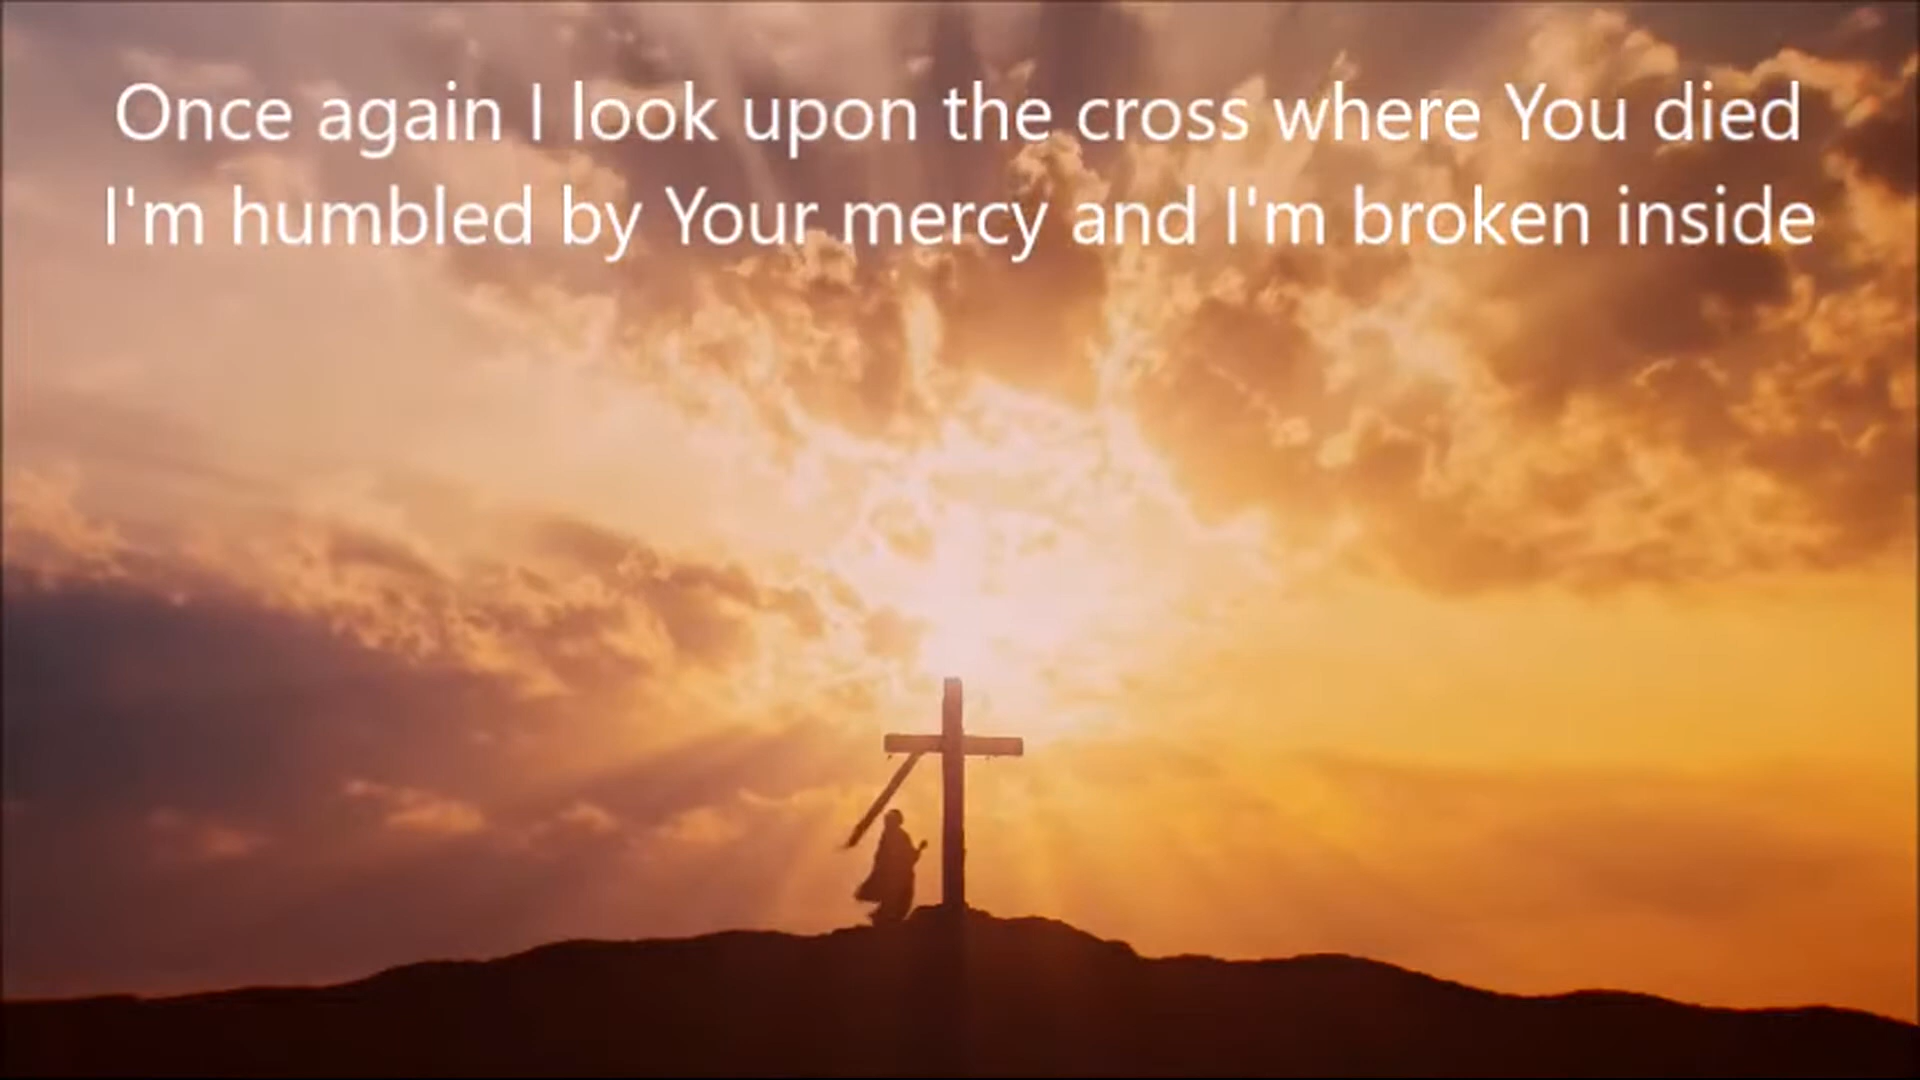 Once again I look upon the cross where You died
I'm humbled by Your mercy and I'm broken inside